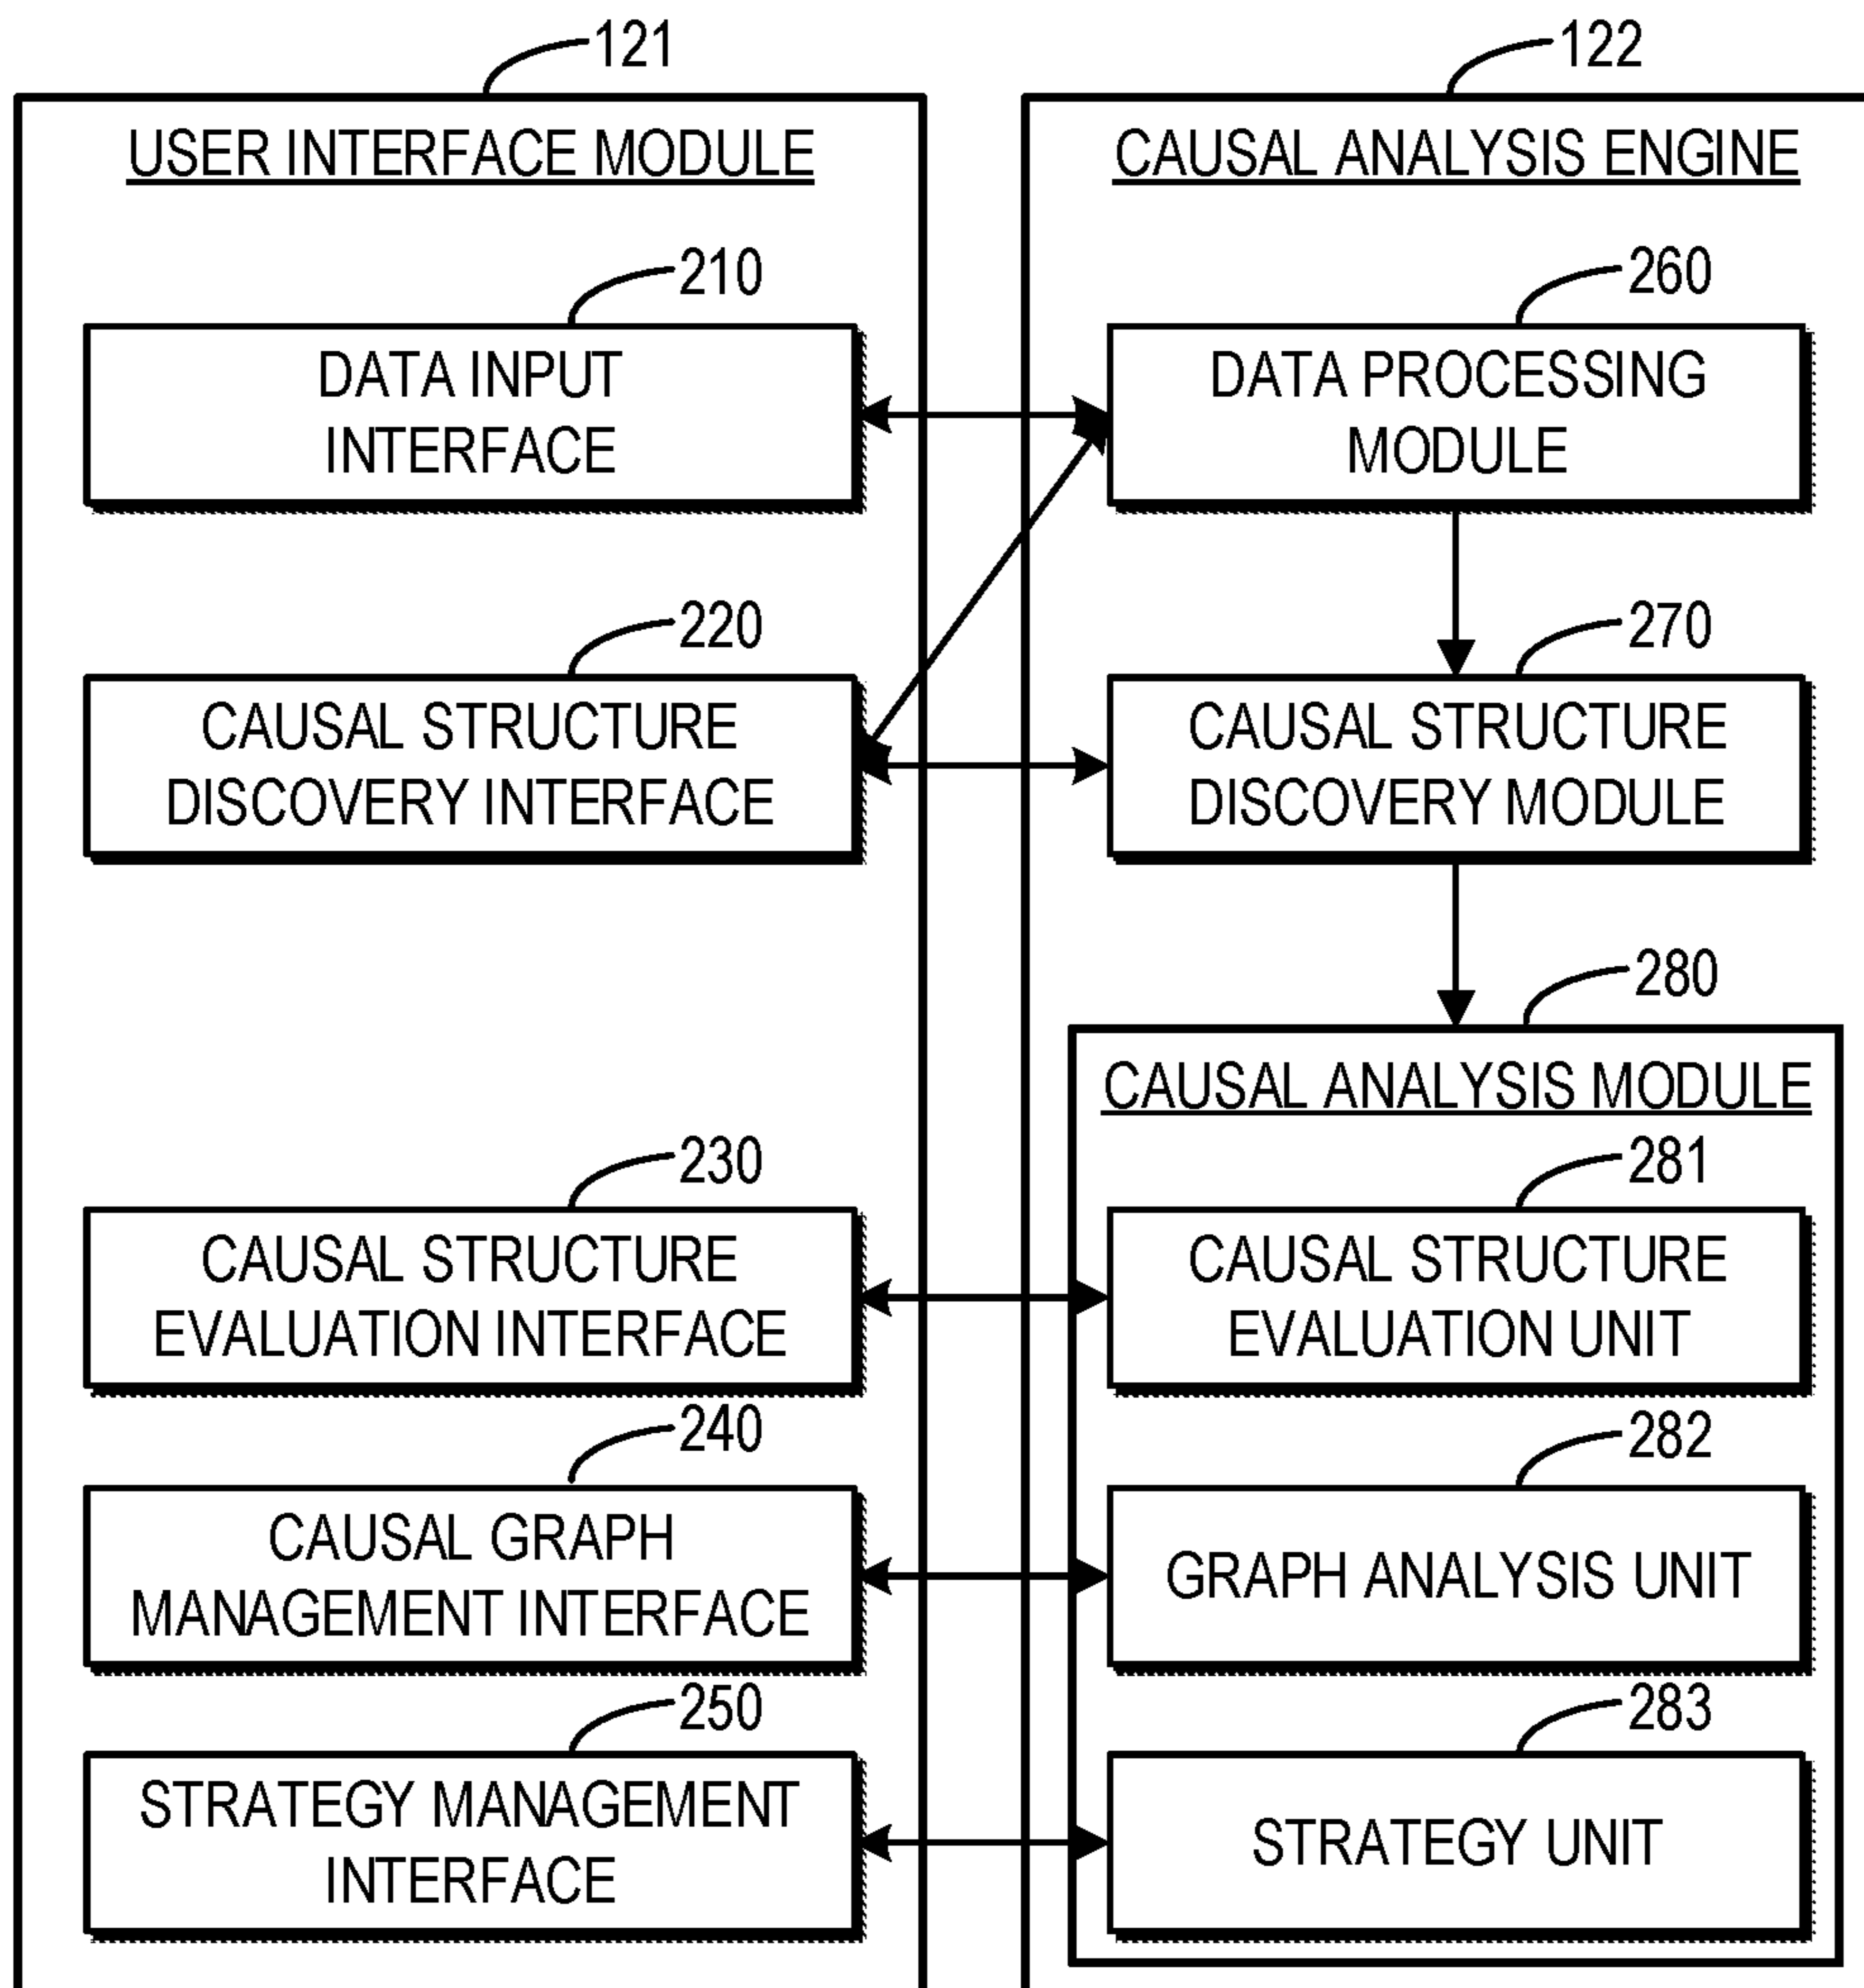 121
122
USER INTERFACE MODULE
CAUSAL ANALYSIS ENGINE
210
260
DATA INPUT
INTERFACE
DATA PROCESSING
MODULE
220
270
CAUSAL STRUCTURE
DISCOVERY INTERFACE
CAUSAL STRUCTURE
DISCOVERY MODULE
280
CAUSAL ANALYSIS MODULE
230
281
CAUSAL STRUCTURE
EVALUATION INTERFACE
CAUSAL STRUCTURE
EVALUATION UNIT
240
282
CAUSAL GRAPH
MANAGEMENT INTERFACE
GRAPH ANALYSIS UNIT
250
283
STRATEGY MANAGEMENT
INTERFACE
STRATEGY UNIT